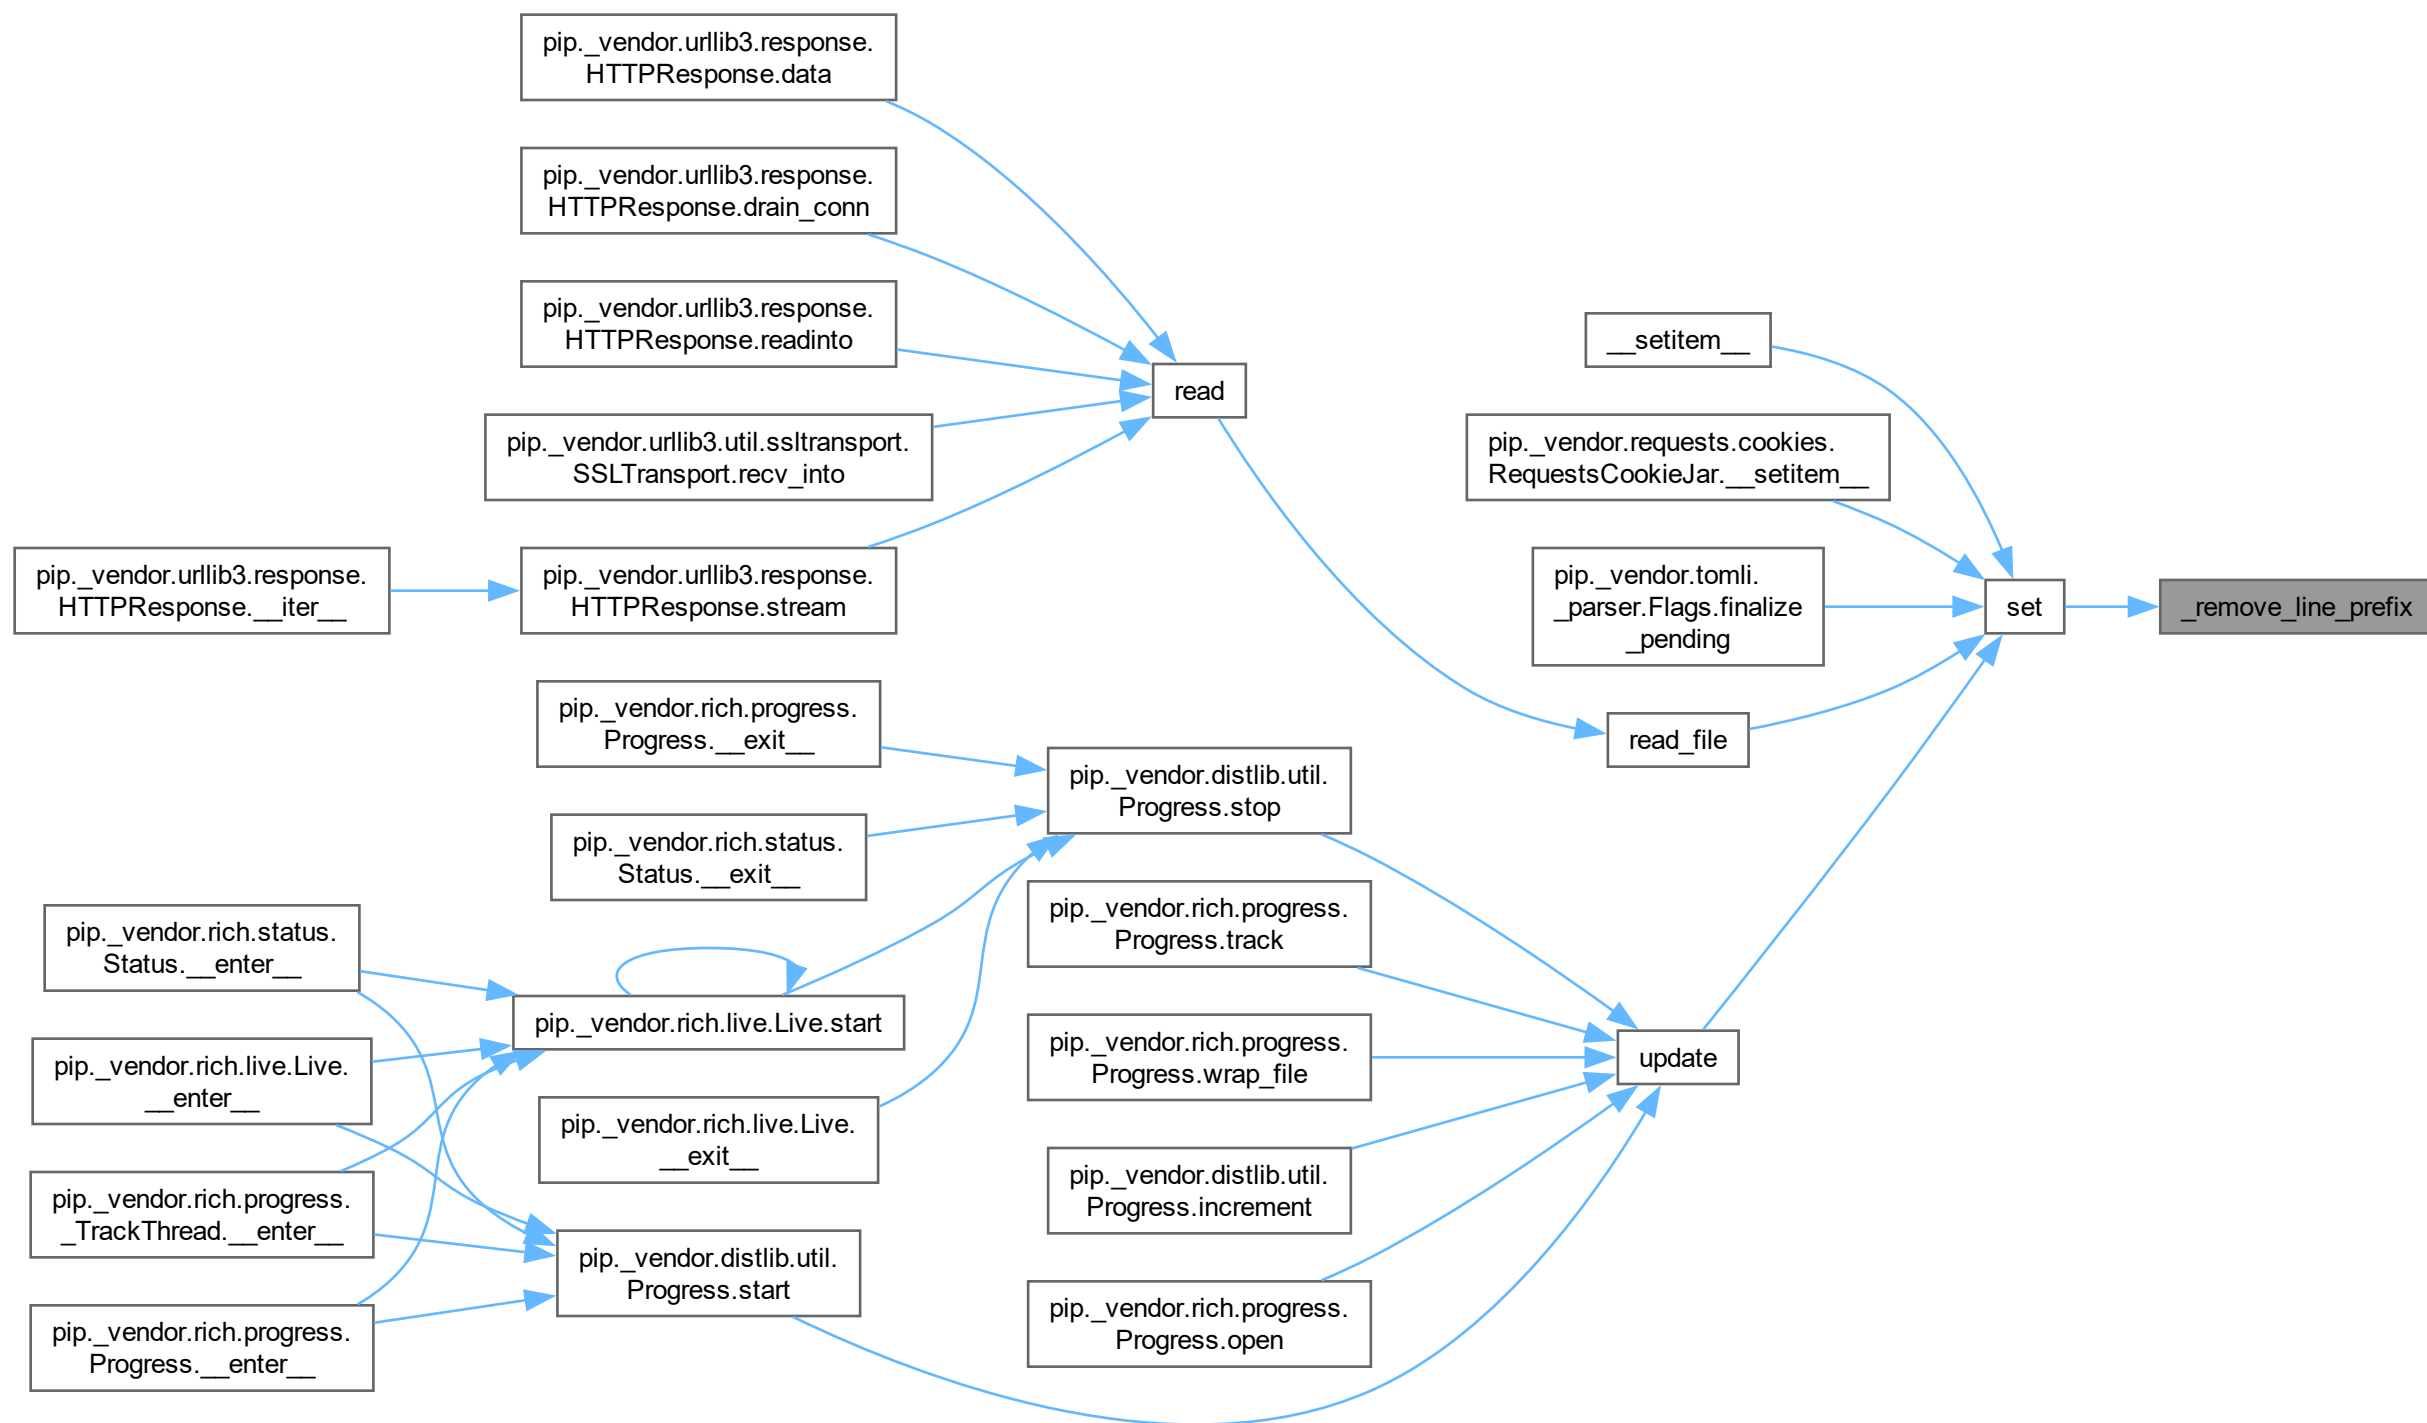 pip._vendor.urllib3.response.
HTTPResponse.data
pip._vendor.urllib3.response.
HTTPResponse.drain_conn
pip._vendor.urllib3.response.
HTTPResponse.readinto
pip._vendor.urllib3.util.ssltransport.
SSLTransport.recv_into
pip._vendor.urllib3.response.
HTTPResponse.stream
pip._vendor.urllib3.response.
HTTPResponse.__iter__
read
__setitem__
pip._vendor.requests.cookies.
RequestsCookieJar.__setitem__
pip._vendor.tomli.
_parser.Flags.finalize
_pending
set
_remove_line_prefix
read_file
pip._vendor.rich.progress.
Progress.__exit__
pip._vendor.rich.status.
Status.__exit__
pip._vendor.distlib.util.
Progress.stop
pip._vendor.rich.progress.
Progress.track
pip._vendor.rich.progress.
Progress.wrap_file
update
pip._vendor.distlib.util.
Progress.increment
pip._vendor.rich.progress.
Progress.open
pip._vendor.rich.status.
Status.__enter__
pip._vendor.rich.live.Live.start
pip._vendor.rich.live.Live.
__enter__
pip._vendor.rich.live.Live.
__exit__
pip._vendor.rich.progress.
_TrackThread.__enter__
pip._vendor.distlib.util.
Progress.start
pip._vendor.rich.progress.
Progress.__enter__